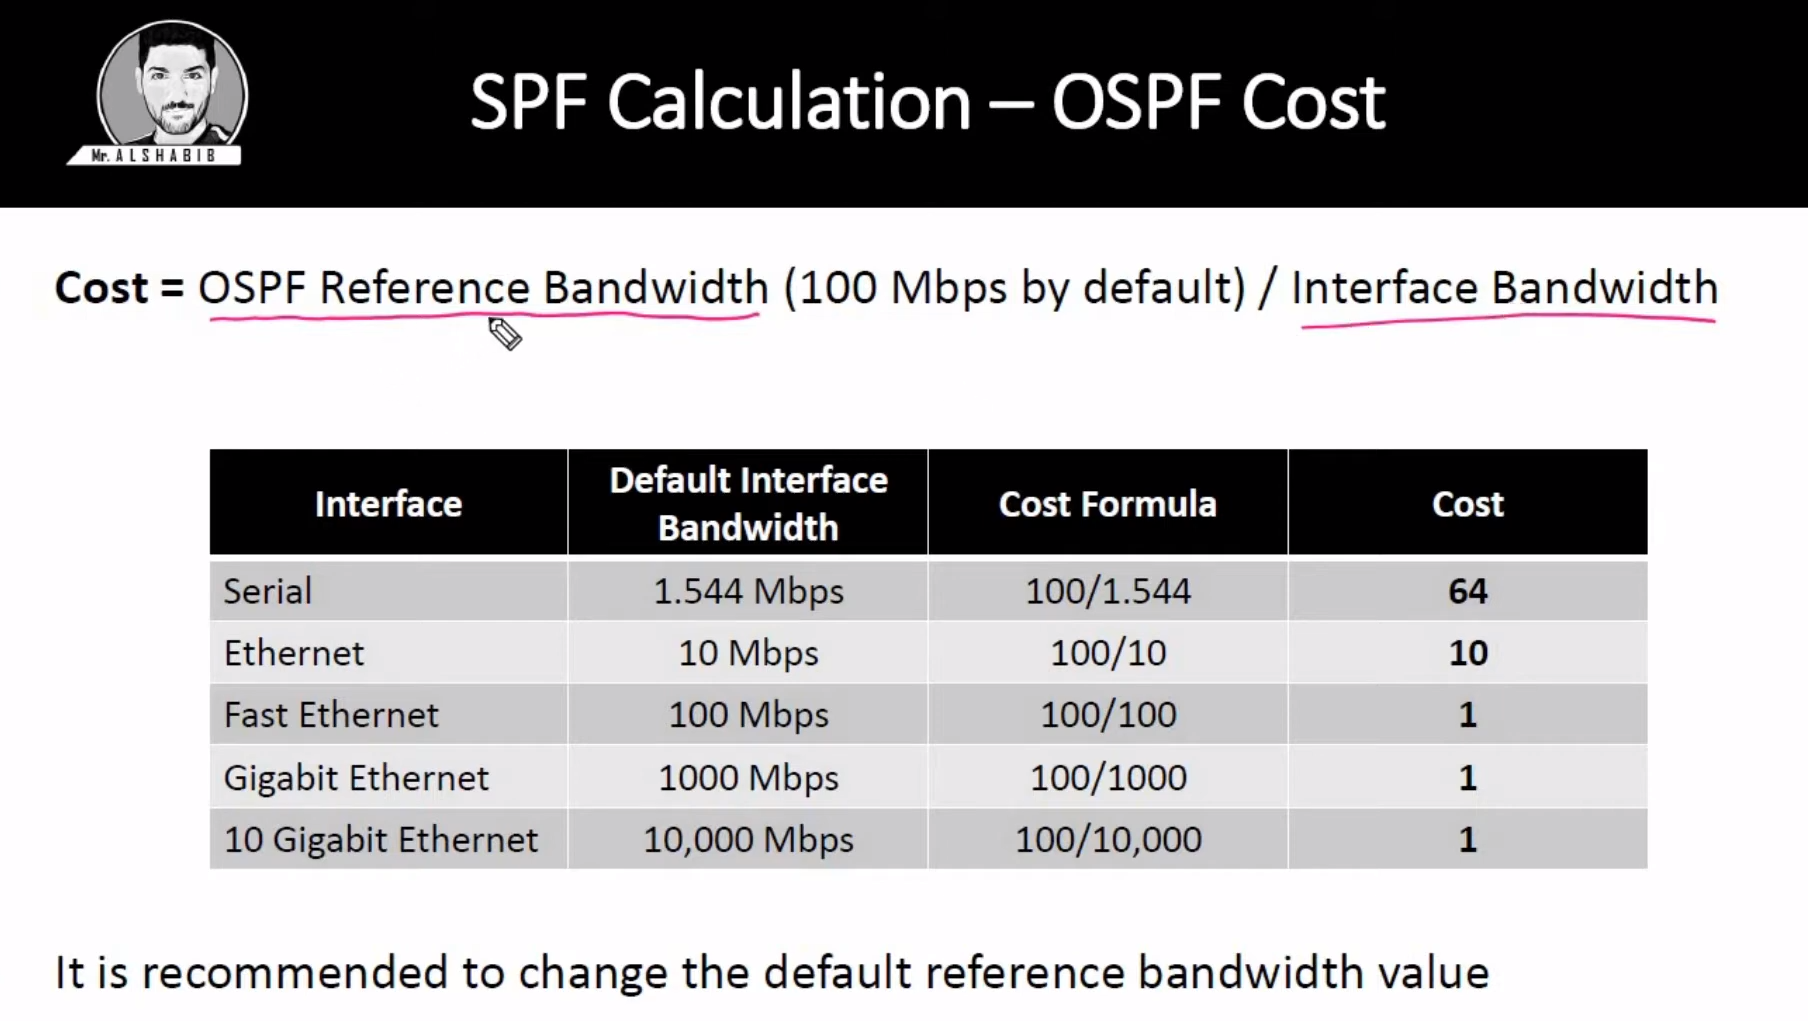 Mr. ALSHABIB
SPF Calculation – OSPF Cost
Cost = OSPF Reference Bandwidth (100 Mbps by default) / Interface Bandwidth
Interface Default Interface Bandwidth Cost Formula Cost
Serial 1.544 Mbps 100/1.544 64
Ethernet 10 Mbps 100/10 10
Fast Ethernet 100 Mbps 100/100 1
Gigabit Ethernet 1000 Mbps 100/1000 1
10 Gigabit Ethernet 10,000 Mbps 100/10,000 1
It is recommended to change the default reference bandwidth value